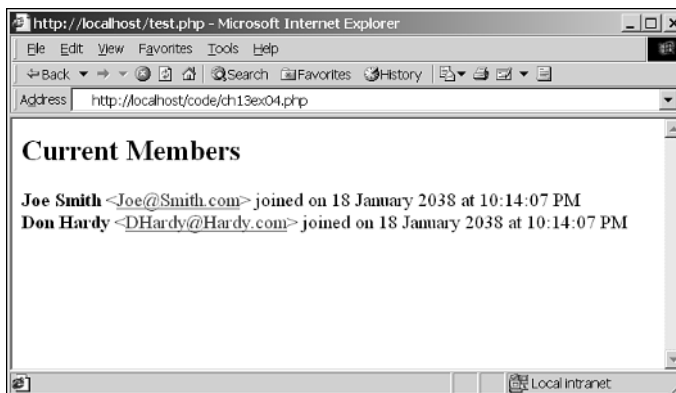 http://localhost/test.php - Microsoft Internet Explorer
File Edit View Favorites Tools Help
Back Search Favorites History
Address http://localhost/code/ch13ex04.php
Current Members
Joe Smith <Joe@Smith.com> joined on 18 January 2038 at 10:14:07 PM
Don Hardy <DHardy@Hardy.com> joined on 18 January 2038 at 10:14:07 PM
Local intranet